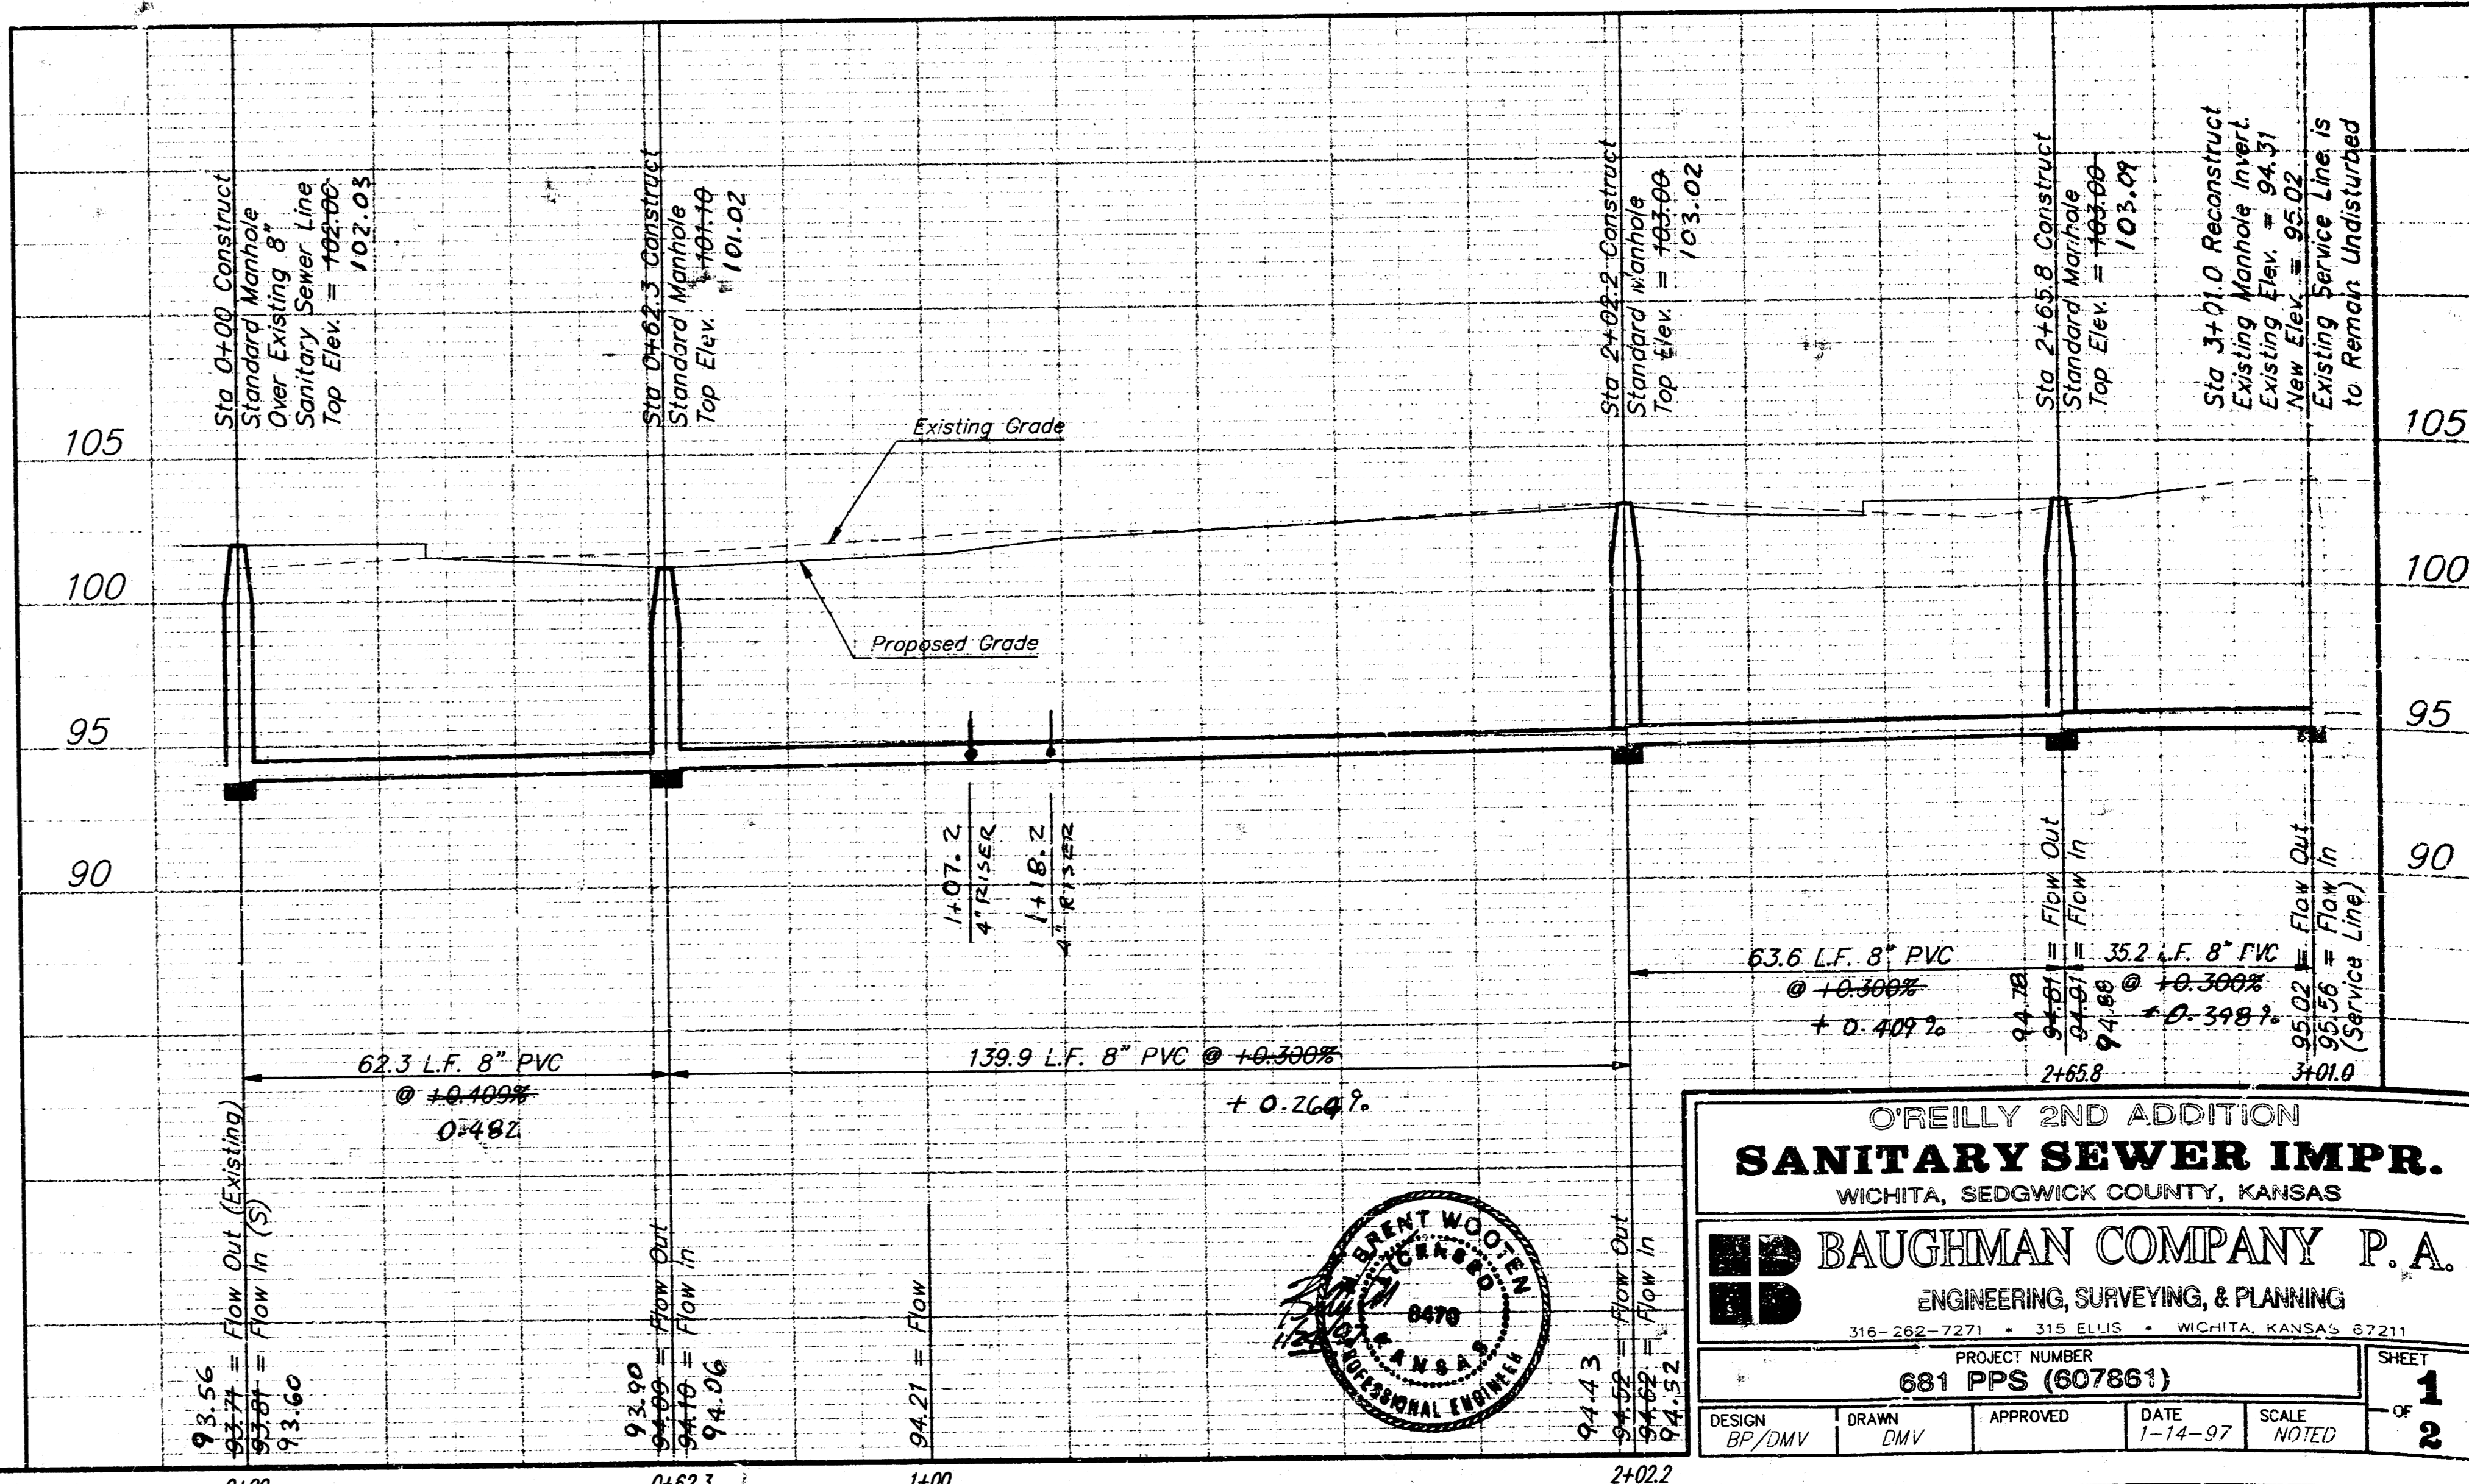 Sta 0+00 Construct
Standard Manhole
Over Existing 8"
Sanitary Sewer Line
Top Elev. = 102.00
102.03
Sta 0+62.3 Construct
Standard Manhole
Top Elev. = 101.10
101.02
Sta 2+02.2 Construct
Standard Manhole
Top Elev. = 103.00
103.02
Sta 2+65.8 Construct
Standard Manhole
Top Elev. = 103.00
103.09
Sta 3+01.0 Reconstruct
Existing Manhole Invert.
Existing Elev. = 94.31
New Elev. = 95.02
Existing Service Line is
to Remain Undisturbed
105
105
Existing Grade
100
100
Proposed Grade
95
95
90
90
1+07.2
4" RISER
1+18.2
4" RISER
63.6 L.F. 8" PVC
@ +0.300%
+ 0.409%
94.78
94.81 = Flow Out
94.91 = Flow In
94.88
35.2 L.F. 8" PVC
@ +0.300%
+0.398%
95.02 = Flow Out
95.56 = Flow In
(Service Line)
2+65.8
3+01.0
62.3 L.F. 8" PVC
@ +0.400%
0.482
139.9 L.F. 8" PVC @ +0.300%
+ 0.264%
93.56
93.71 = Flow Out (Existing)
93.81 = Flow In (S)
93.60
93.90
94.09 = Flow Out
94.10 = Flow In
94.06
94.21 = Flow
94.43
94.52 = Flow Out
94.62 = Flow In
94.52
BRENT WOOTEN
LICENSED
8470
KANSAS
PROFESSIONAL ENGINEER
O'REILLY 2ND ADDITION
SANITARY SEWER IMPR.
WICHITA, SEDGWICK COUNTY, KANSAS
BAUGHMAN COMPANY P.A.
ENGINEERING, SURVEYING, & PLANNING
316-262-7271 * 315 ELLIS * WICHITA, KANSAS 67211
PROJECT NUMBER
681 PPS (607861)
SHEET
1
OF
2
DESIGN
BP/DMV
DRAWN
DMV
APPROVED
DATE
1-14-97
SCALE
NOTED
0+62.3
1+00
2+02.2